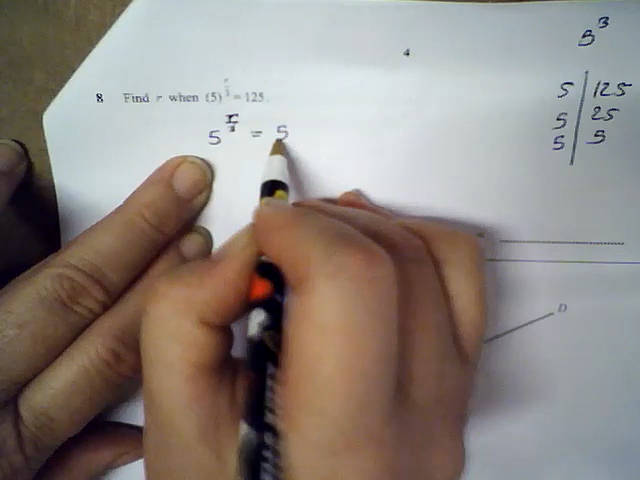 4
5³
8 Find r when (5)^(r/3) = 125.
5^(r/3) = 5
5 | 125
5 | 25
5 | 5
D